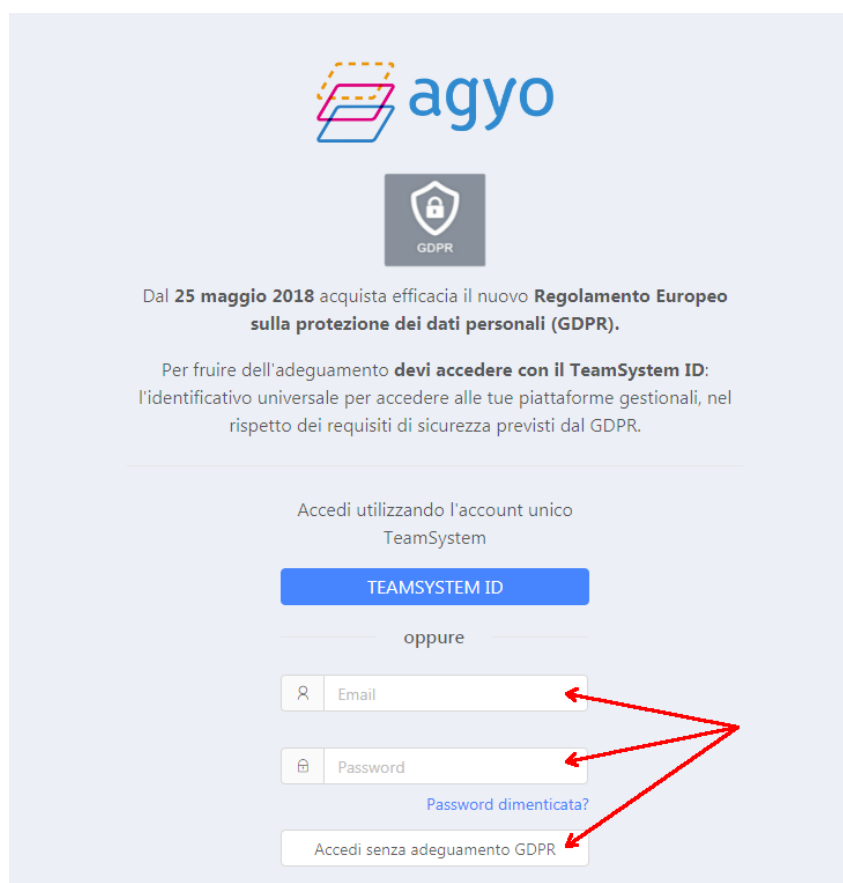 agyo
GDPR
Dal 25 maggio 2018 acquista efficacia il nuovo Regolamento Europeo
sulla protezione dei dati personali (GDPR).
Per fruire dell'adeguamento devi accedere con il TeamSystem ID:
l'identificativo universale per accedere alle tue piattaforme gestionali, nel
rispetto dei requisiti di sicurezza previsti dal GDPR.
Accedi utilizzando l'account unico
TeamSystem
TEAMSYSTEM ID
oppure
Email
Password
Password dimenticata?
Accedi senza adeguamento GDPR